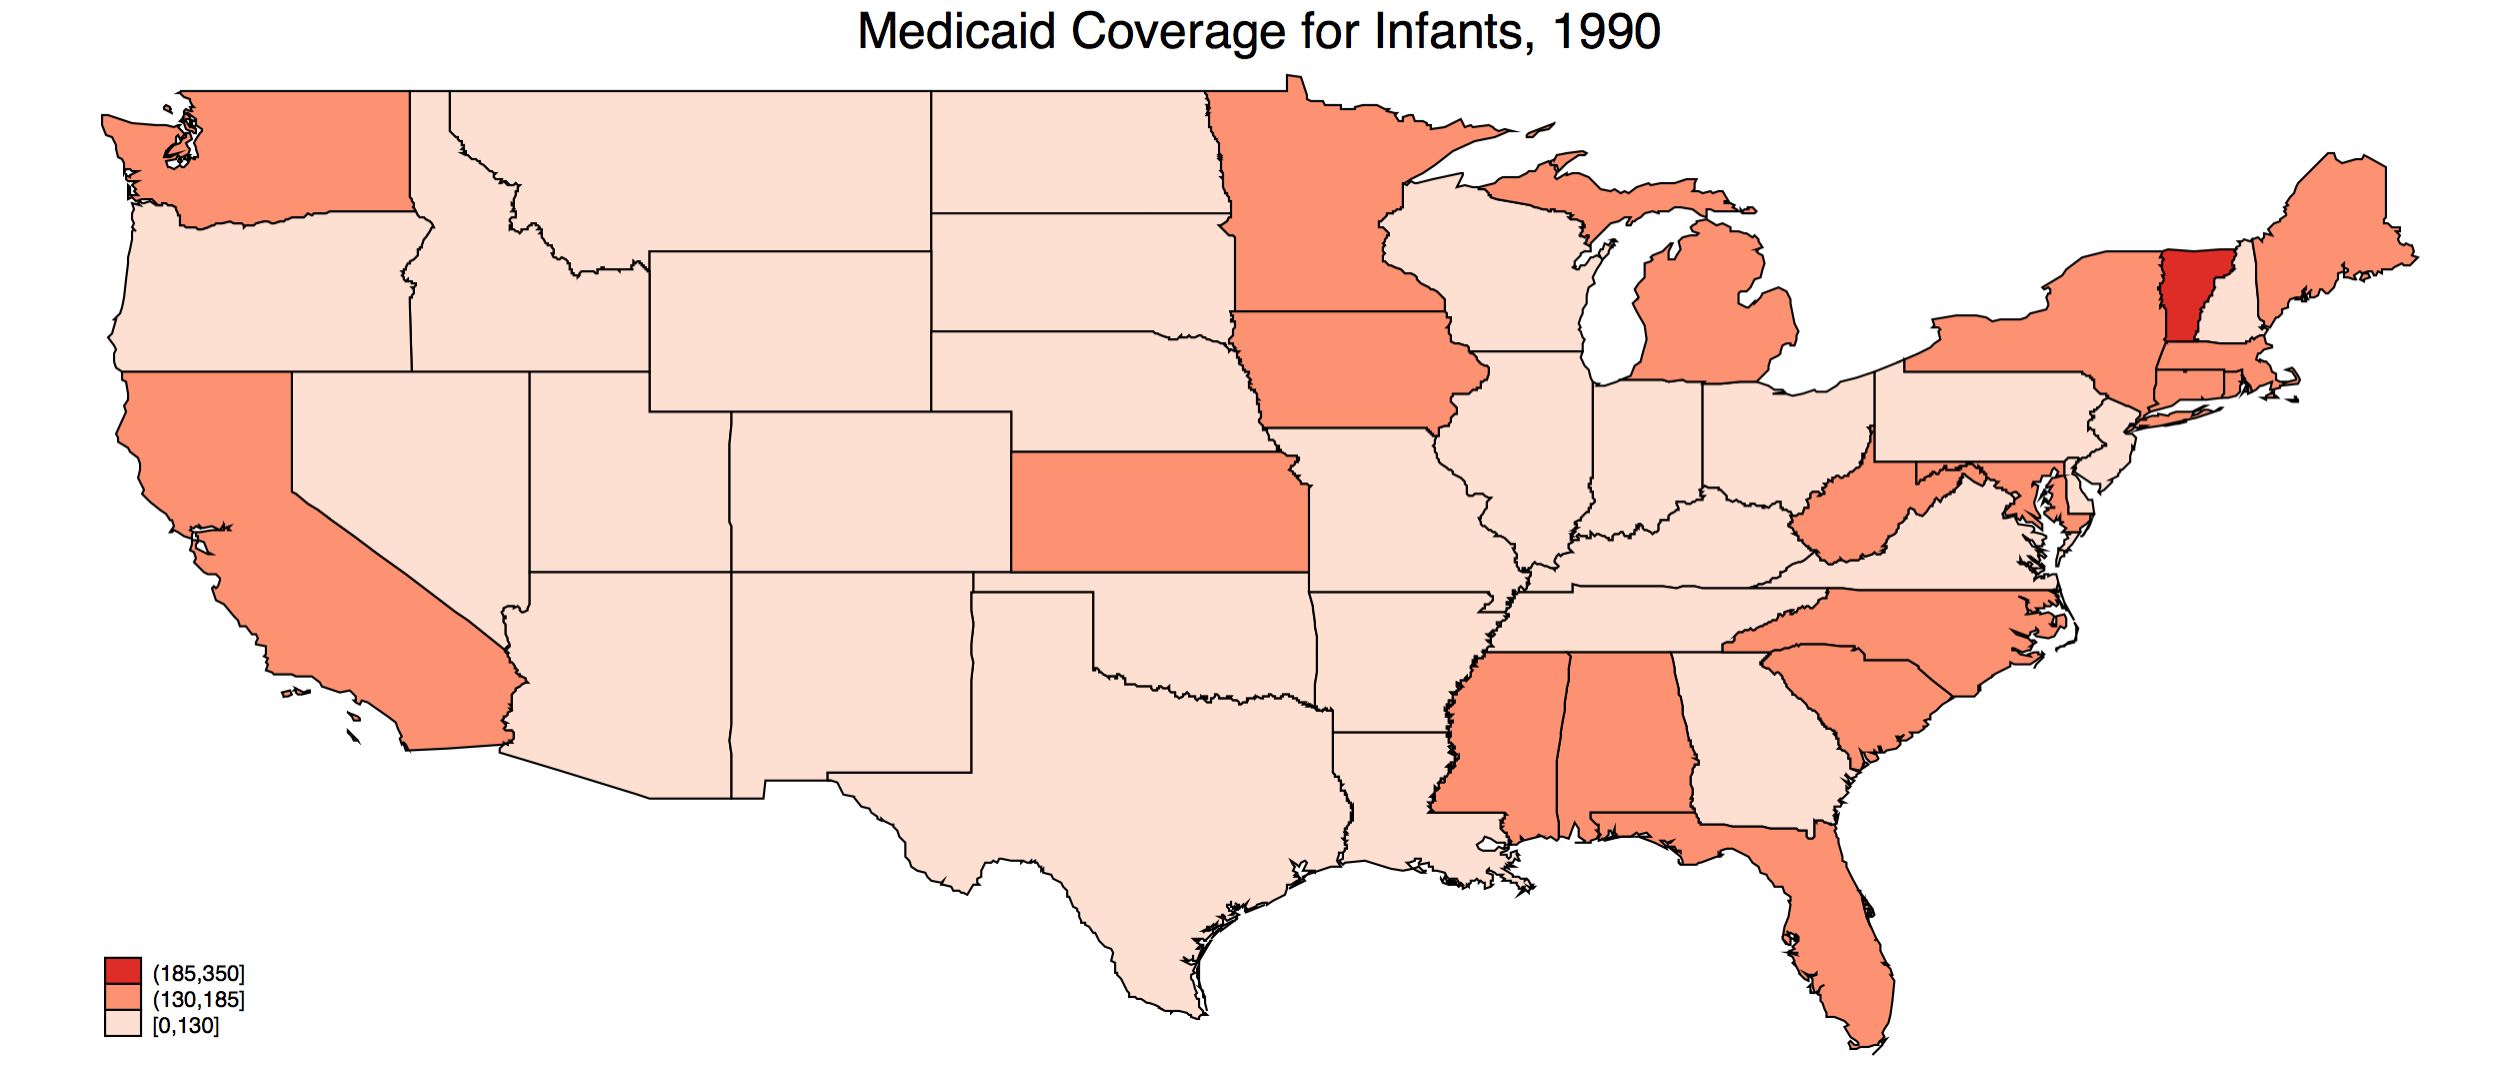 Medicaid Coverage for Infants, 1990
(185,350]
(130,185]
[0,130]